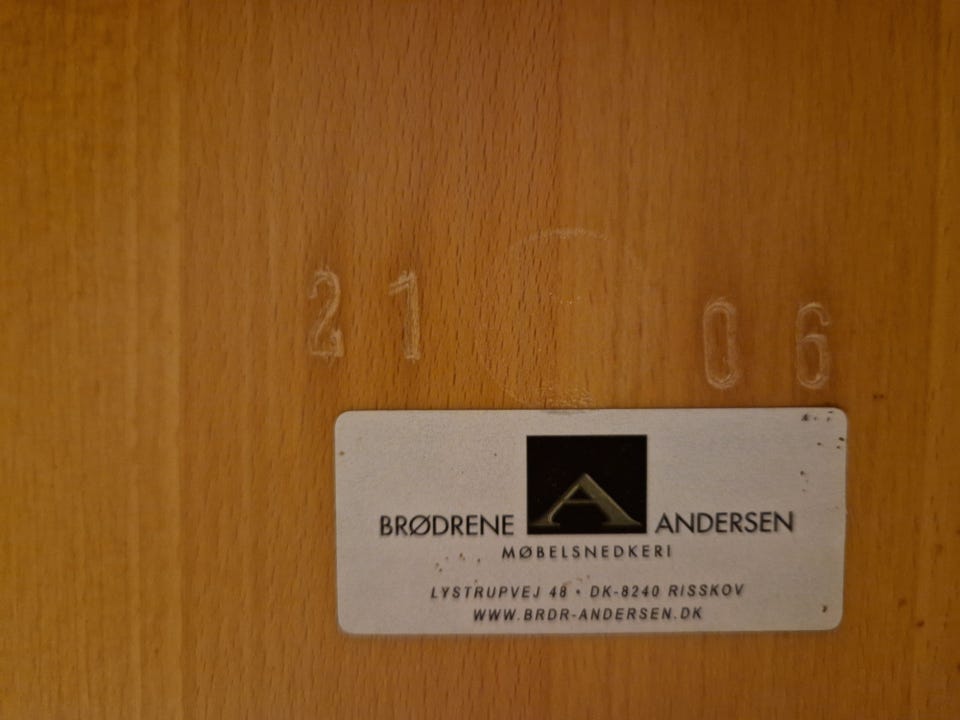 21 06
BRØDRENE A ANDERSEN
MØBELSNEDKERI
LYSTRUPVEJ 48 • DK-8240 RISSKOV
WWW.BRDR-ANDERSEN.DK